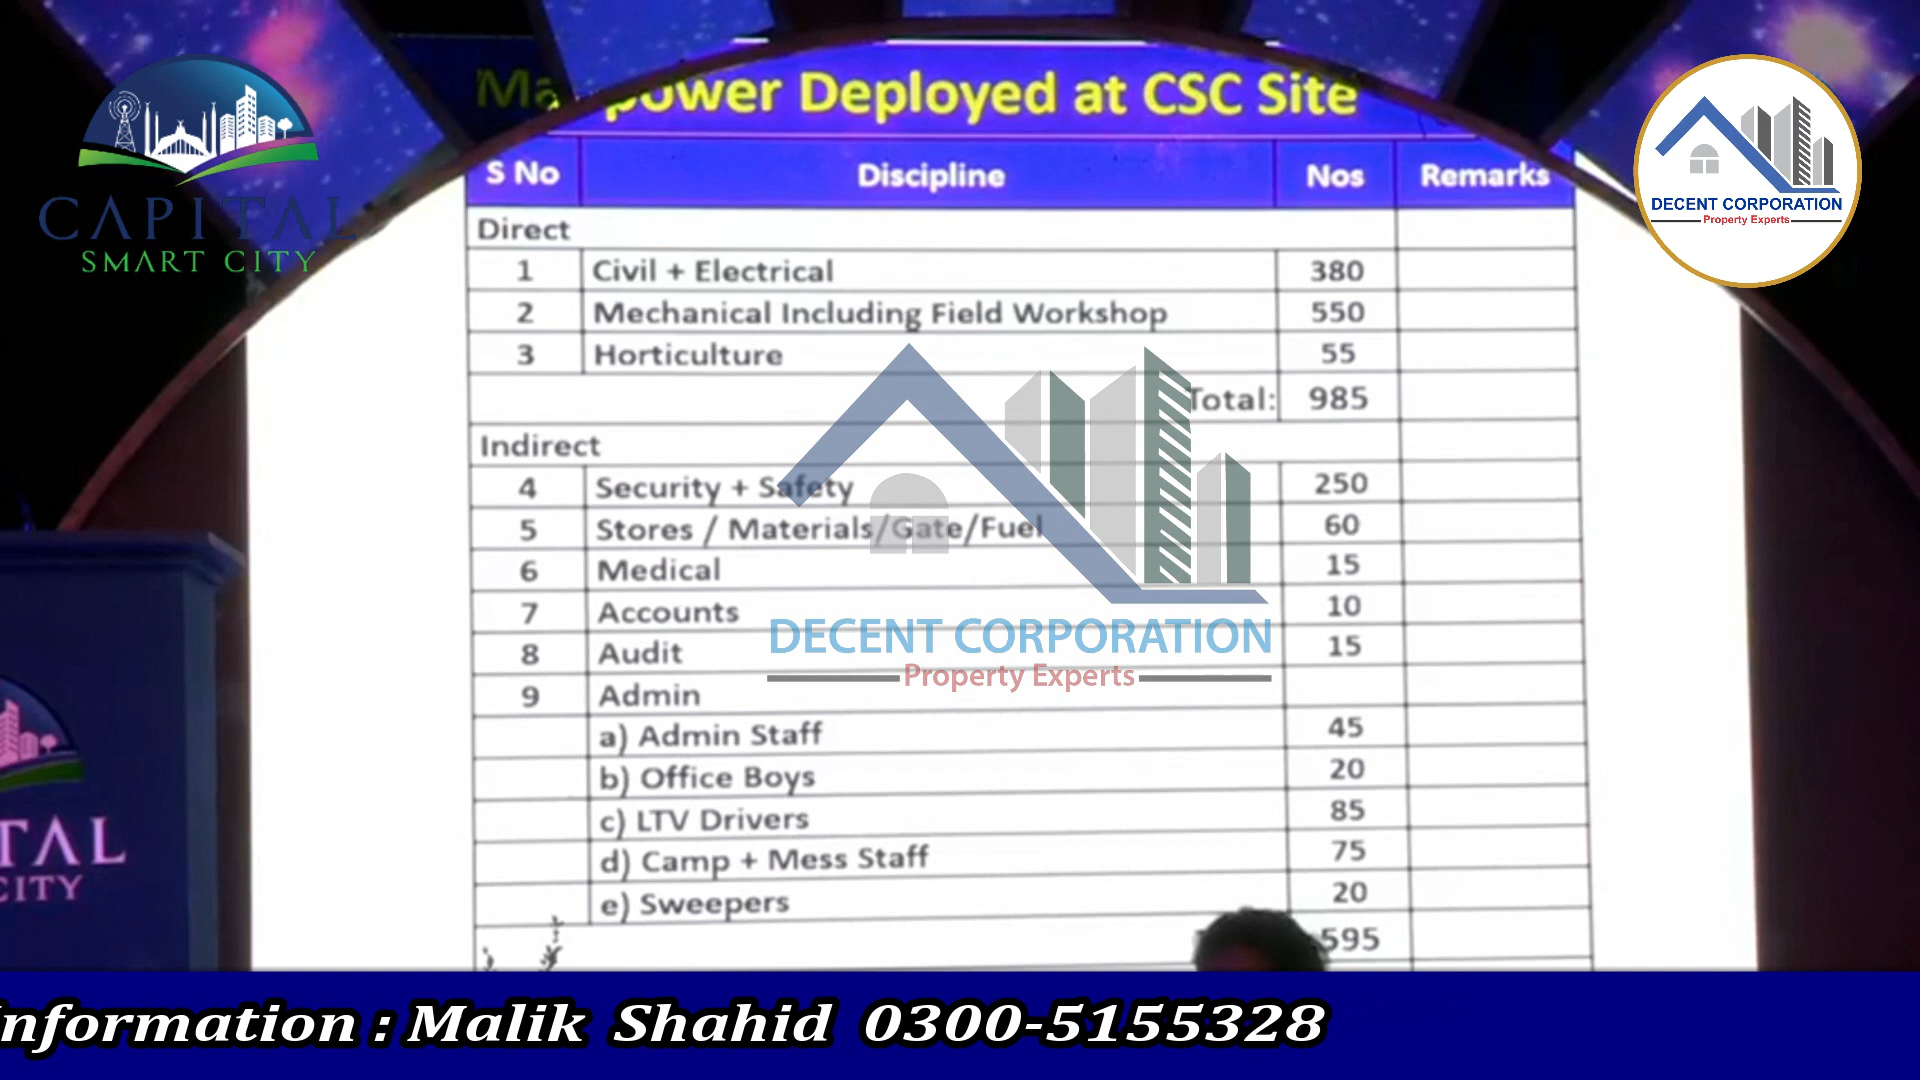 Manpower Deployed at CSC Site
S No Discipline Nos Remarks
Direct
1 Civil + Electrical 380
2 Mechanical Including Field Workshop 550
3 Horticulture 55
Total: 985
Indirect
4 Security + Safety 250
5 Stores / Materials/Gate/Fuel 60
6 Medical 15
7 Accounts 10
8 Audit 15
9 Admin
a) Admin Staff 45
b) Office Boys 20
c) LTV Drivers 85
d) Camp + Mess Staff 75
e) Sweepers 20
595
CAPITAL
SMART CITY
DECENT CORPORATION
Property Experts
DECENT CORPORATION
Property Experts
TAL
CITY
nformation : Malik Shahid 0300-5155328